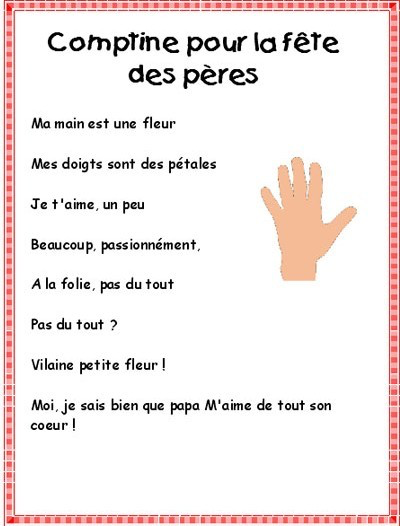 Comptine pour la fête
des pères
Ma main est une fleur
Mes doigts sont des pétales
Je t'aime, un peu
Beaucoup, passionnément,
A la folie, pas du tout
Pas du tout ?
Vilaine petite fleur !
Moi, je sais bien que papa M'aime de tout son
coeur !